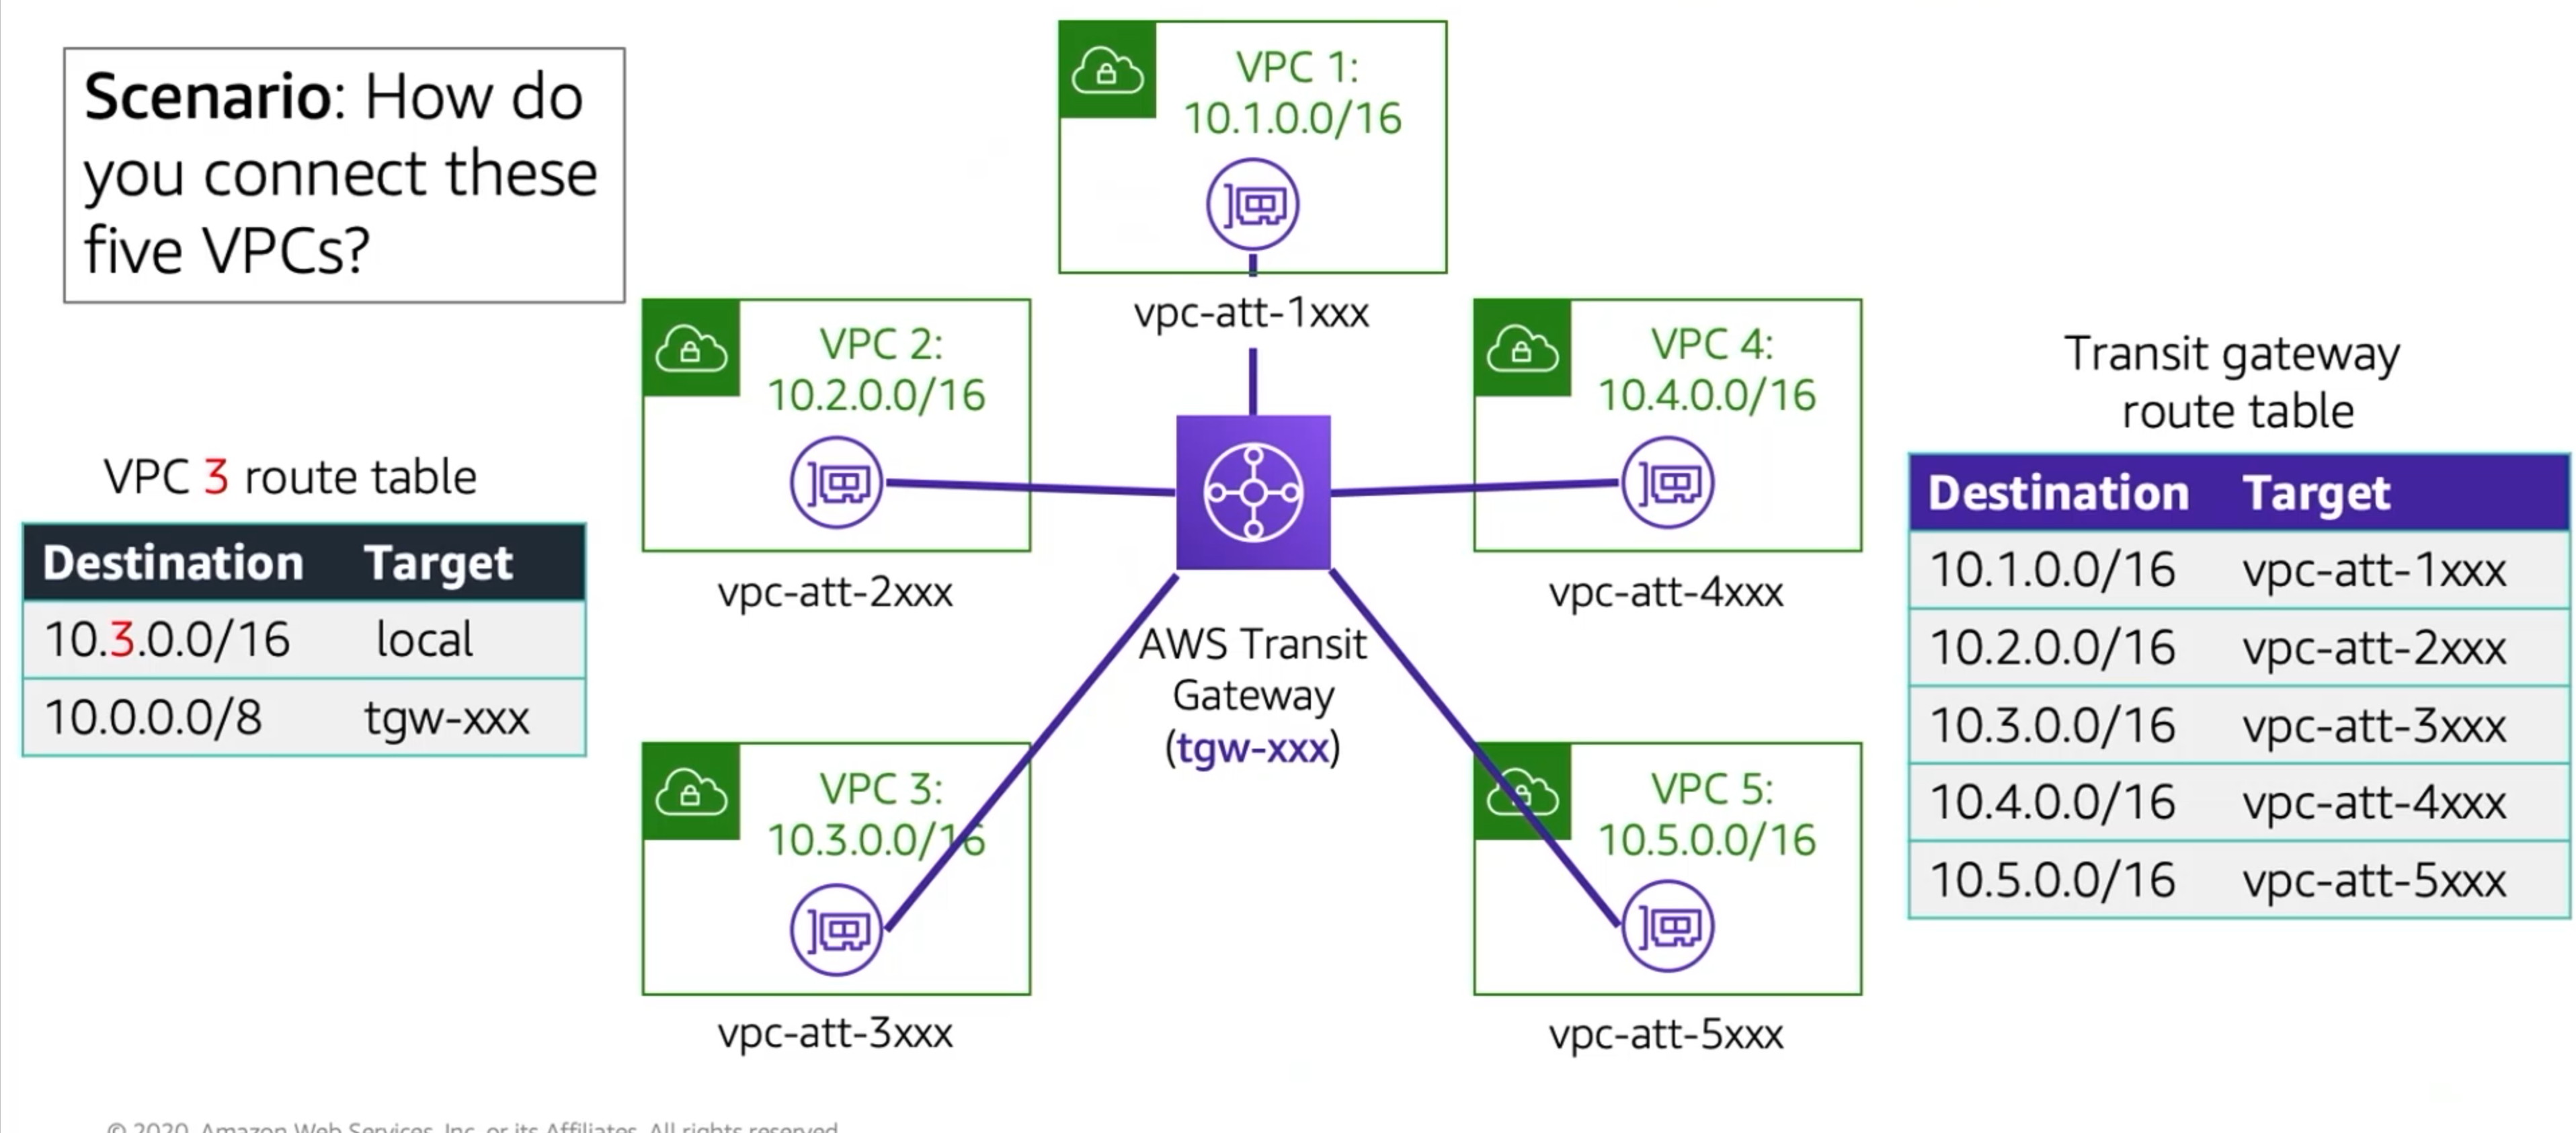 Scenario: How do
you connect these
five VPCs?
VPC 1:
10.1.0.0/16
vpc-att-1xxx
VPC 2:
10.2.0.0/16
vpc-att-2xxx
VPC 4:
10.4.0.0/16
vpc-att-4xxx
VPC 3 route table
Destination Target
10.3.0.0/16 local
10.0.0.0/8 tgw-xxx
AWS Transit
Gateway
(tgw-xxx)
VPC 3:
10.3.0.0/16
vpc-att-3xxx
VPC 5:
10.5.0.0/16
vpc-att-5xxx
Transit gateway
route table
Destination Target
10.1.0.0/16 vpc-att-1xxx
10.2.0.0/16 vpc-att-2xxx
10.3.0.0/16 vpc-att-3xxx
10.4.0.0/16 vpc-att-4xxx
10.5.0.0/16 vpc-att-5xxx
© 2020, Amazon Web Services, Inc. or its Affiliates. All rights reserved.